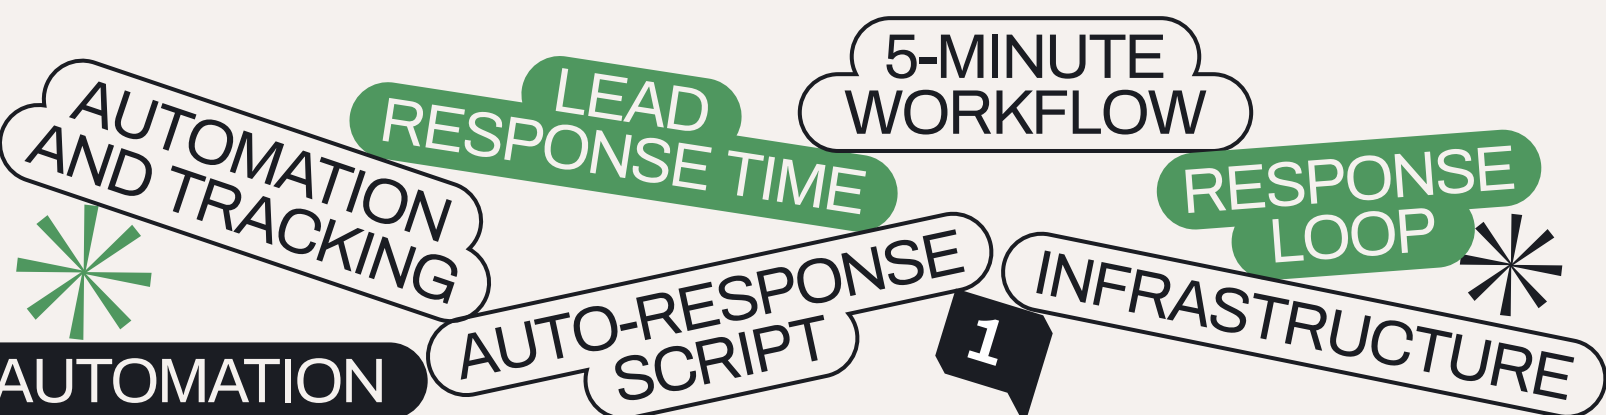 AUTOMATION
AND TRACKING
LEAD
RESPONSE TIME
5-MINUTE
WORKFLOW
RESPONSE
LOOP
AUTO-RESPONSE
SCRIPT
1
INFRASTRUCTURE
AUTOMATION